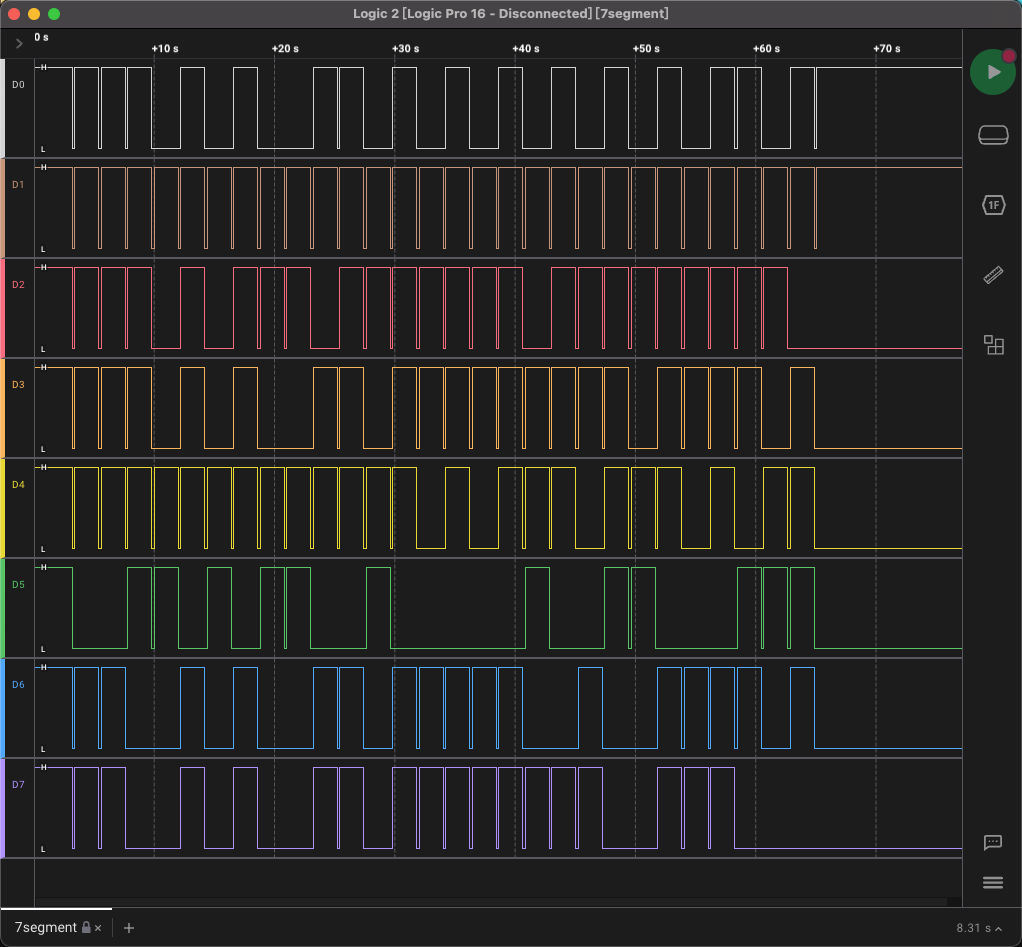 Logic 2 [Logic Pro 16 - Disconnected] [7segment]
0 s
+10 s +20 s +30 s +40 s +50 s +60 s +70 s
H
D0
L
H
D1
L
H
D2
L
H
D3
L
H
D4
L
H
D5
L
H
D6
L
H
D7
L
1F
7segment × +
8.31 s